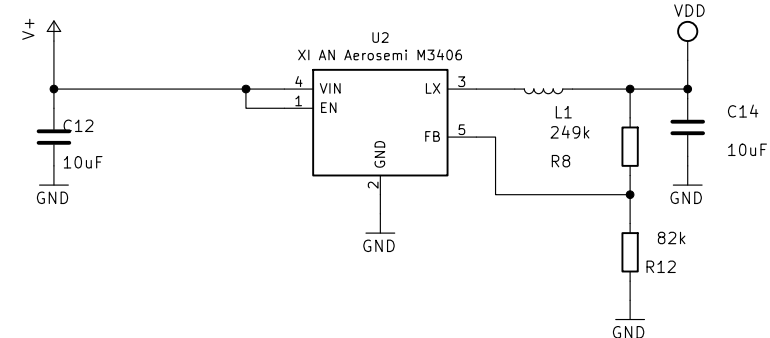 VDD
V+
U2
XI AN Aerosemi M3406
4 VIN LX 3
1 EN
C12
10uF
FB 5
GND
2
L1
249k
R8
C14
10uF
GND
GND
GND
82k
R12
GND